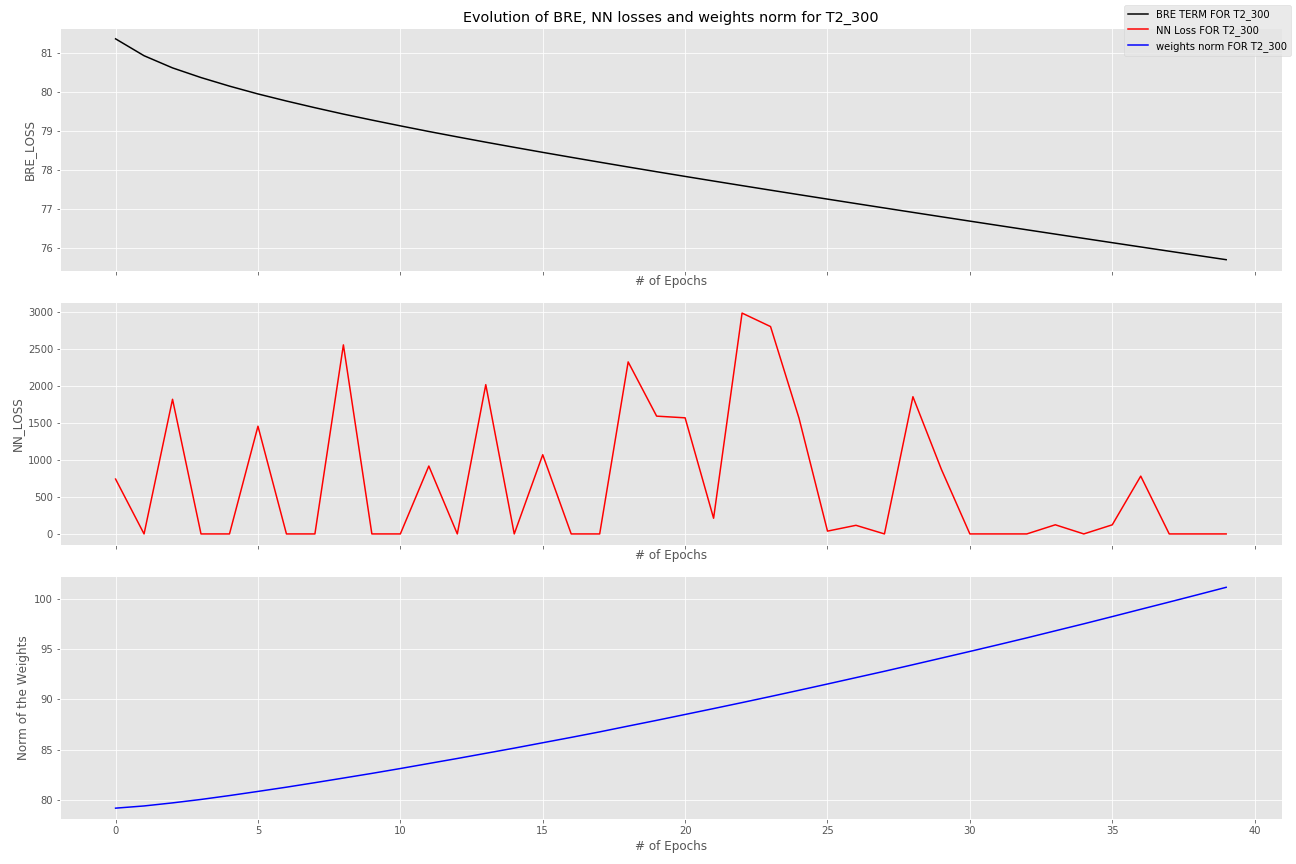 Evolution of BRE, NN losses and weights norm for T2_300
BRE TERM FOR T2_300
NN Loss FOR T2_300
weights norm FOR T2_300
BRE_LOSS
81
80
79
78
77
76
# of Epochs
NN_LOSS
3000
2500
2000
1500
1000
500
0
# of Epochs
Norm of the Weights
100
95
90
85
80
0 5 10 15 20 25 30 35 40
# of Epochs